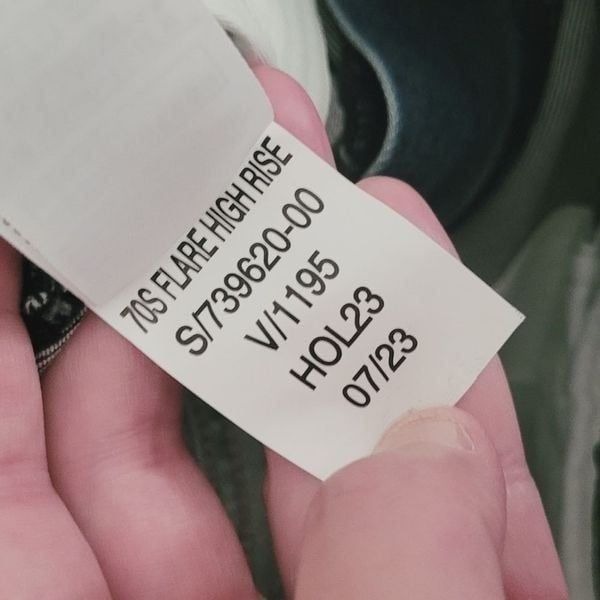 70S FLARE HIGH RISE
S/739620-00
V/1195
HOL23
07/23